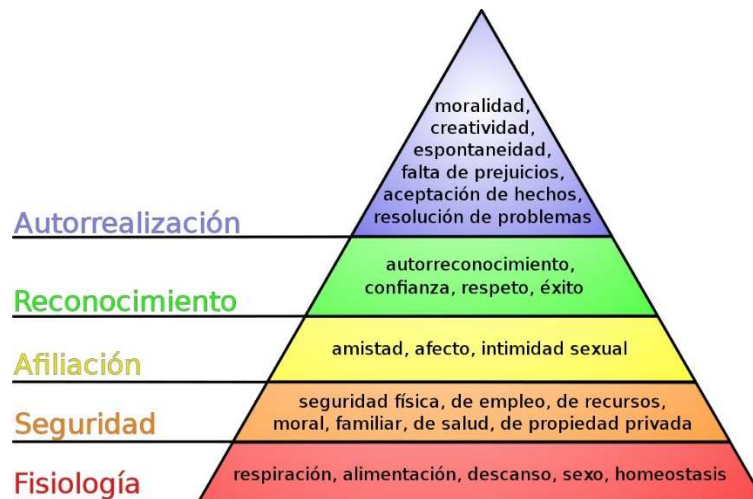 moralidad,
creatividad,
espontaneidad,
falta de prejuicios,
aceptación de hechos,
resolución de problemas
Autorrealización
autorreconocimiento,
confianza, respeto, éxito
Reconocimiento
amistad, afecto, intimidad sexual
Afiliación
seguridad física, de empleo, de recursos,
moral, familiar, de salud, de propiedad privada
Seguridad
respiración, alimentación, descanso, sexo, homeostasis
Fisiología